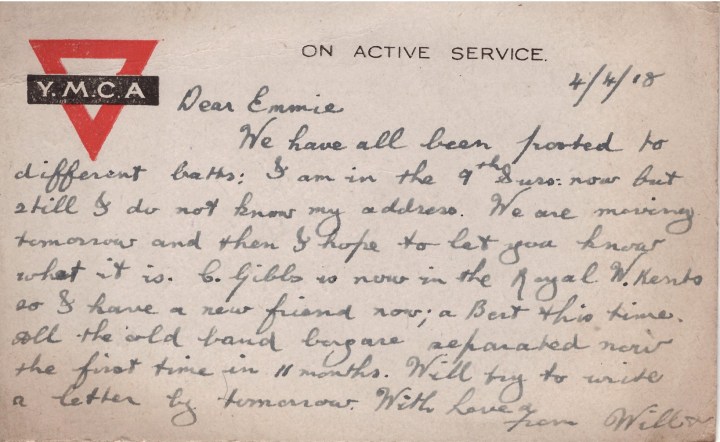 ON ACTIVE SERVICE.
Y.M.C.A
4/4/18
Dear Emmie
We have all been posted to
different batts: I am in the 9th Surs: now but
still I do not know my address. We are moving
tomorrow and then I hope to let you know
what it is. C. Gibbs is now in the Royal W. Kents
so I have a new friend now; a Bert this time.
All the old band boys are separated now
the first time in 11 months. Will try to write
a letter by tomorrow. With love from